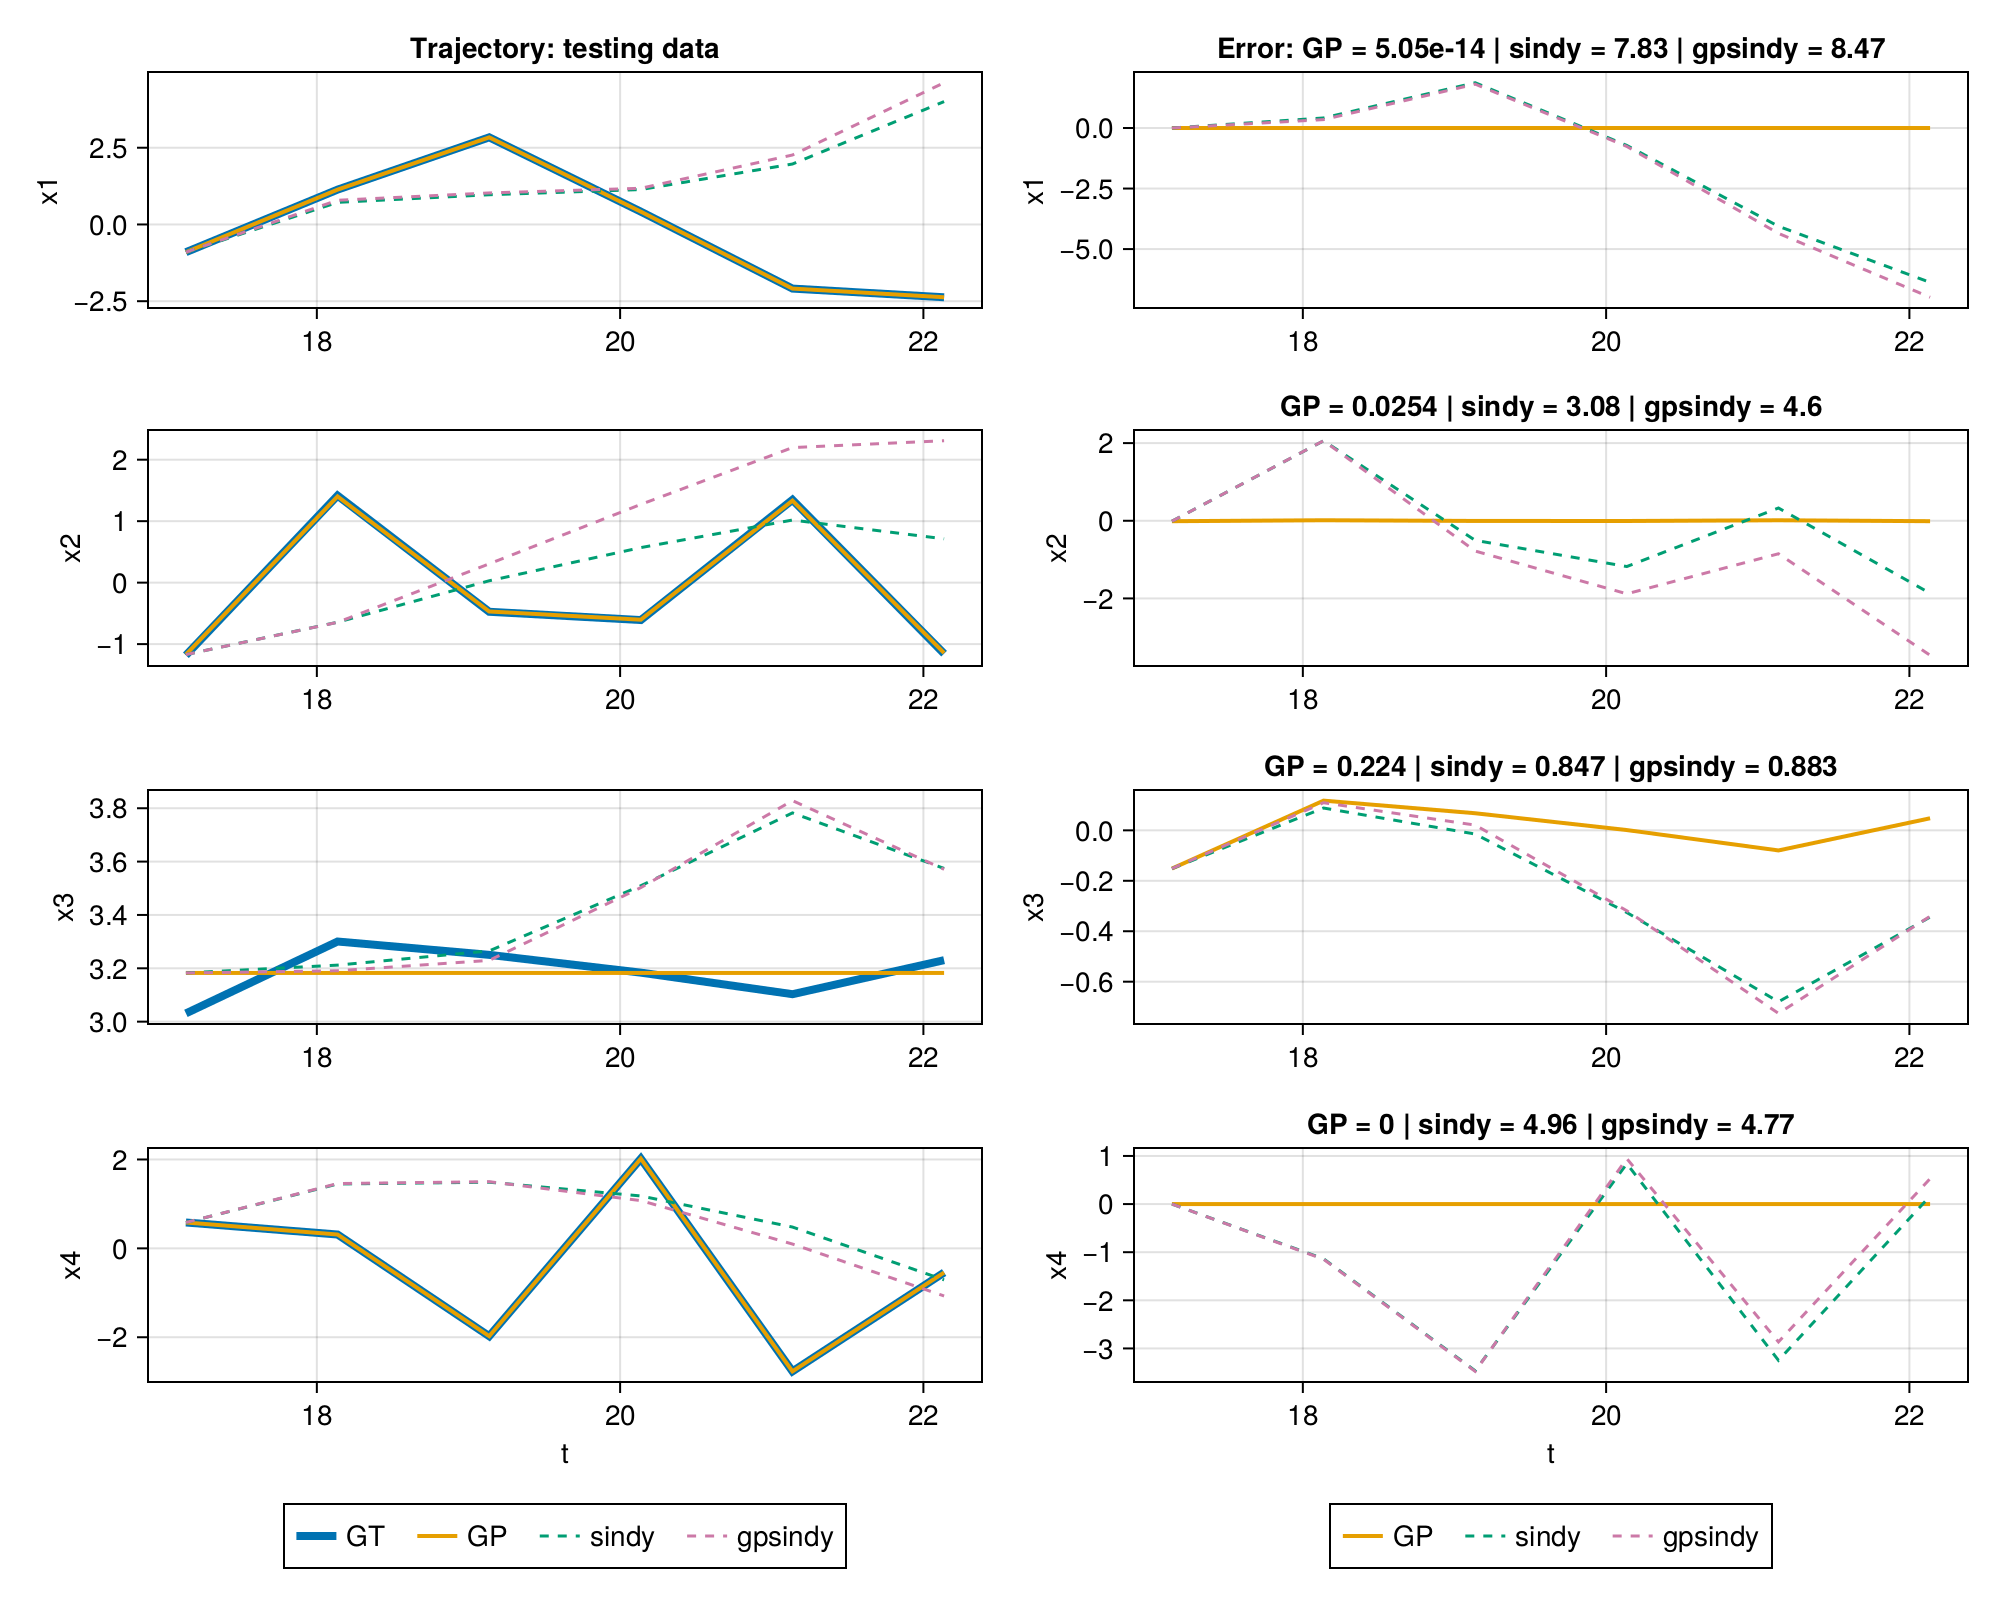 Trajectory: testing data
x1
2.5
0.0
−2.5
18 20 22
Error: GP = 5.05e-14 | sindy = 7.83 | gpsindy = 8.47
x1
0.0
−2.5
−5.0
18 20 22
x2
2
1
0
−1
18 20 22
GP = 0.0254 | sindy = 3.08 | gpsindy = 4.6
x2
2
0
−2
18 20 22
x3
3.8
3.6
3.4
3.2
3.0
18 20 22
GP = 0.224 | sindy = 0.847 | gpsindy = 0.883
x3
0.0
−0.2
−0.4
−0.6
18 20 22
x4
2
0
−2
18 20 22
t
GP = 0 | sindy = 4.96 | gpsindy = 4.77
x4
1
0
−1
−2
−3
18 20 22
t
GT GP sindy gpsindy
GP sindy gpsindy